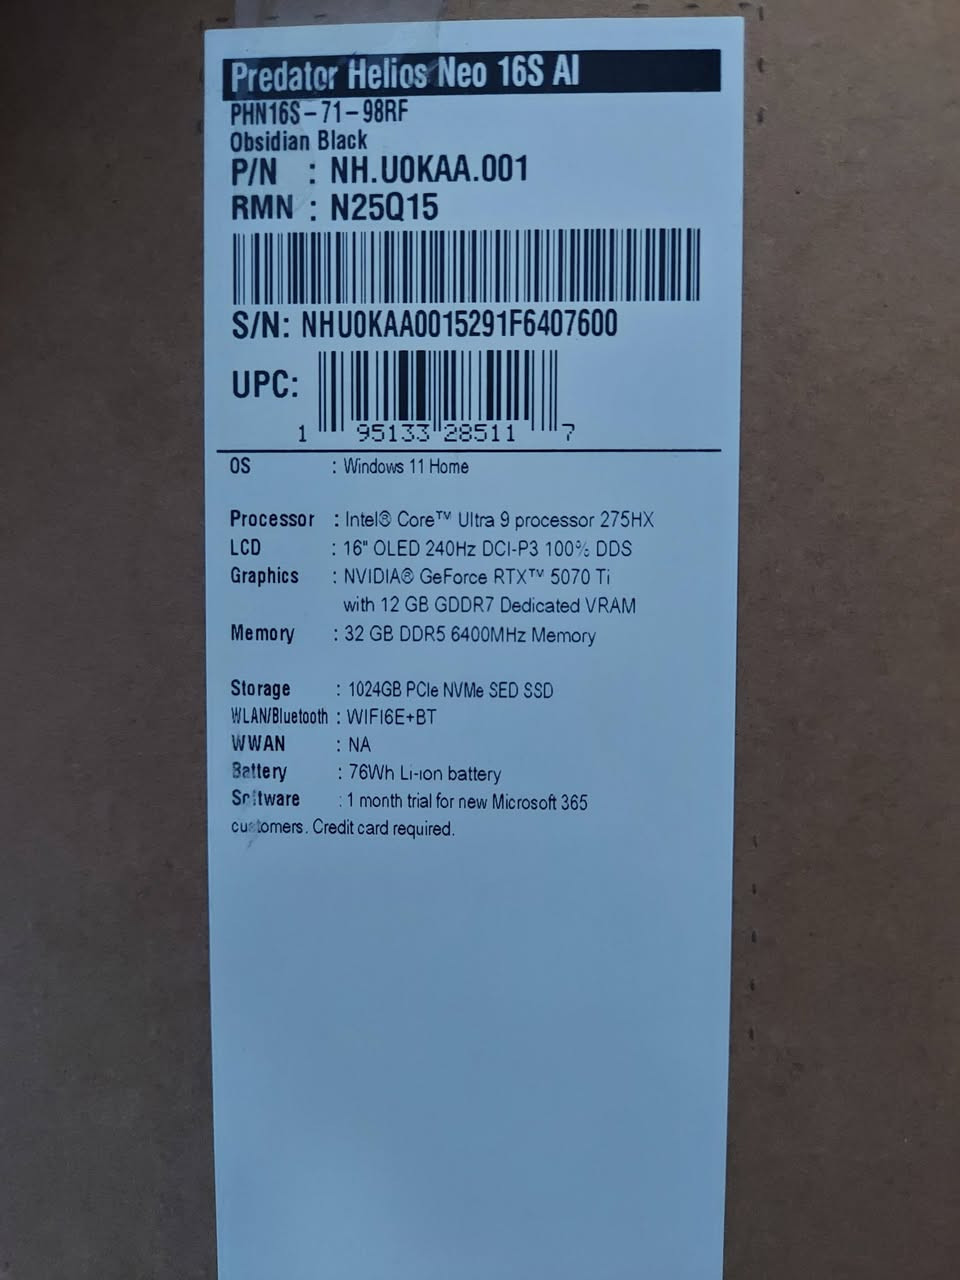 Predator Helios Neo 16S AI
PHN16S-71-98RF
Obsidian Black
P/N : NH.U0KAA.001
RMN : N25Q15
S/N: NHU0KAA0015291F6407600
UPC:
1 95133 28511 7
OS : Windows 11 Home
Processor : Intel® Core™ Ultra 9 processor 275HX
LCD : 16" OLED 240Hz DCI-P3 100% DDS
Graphics : NVIDIA® GeForce RTX™ 5070 Ti
with 12 GB GDDR7 Dedicated VRAM
Memory : 32 GB DDR5 6400MHz Memory
Storage : 1024GB PCIe NVMe SED SSD
WLAN/Bluetooth : WIFI6E+BT
WWAN : NA
Battery : 76Wh Li-ion battery
Software : 1 month trial for new Microsoft 365
customers. Credit card required.